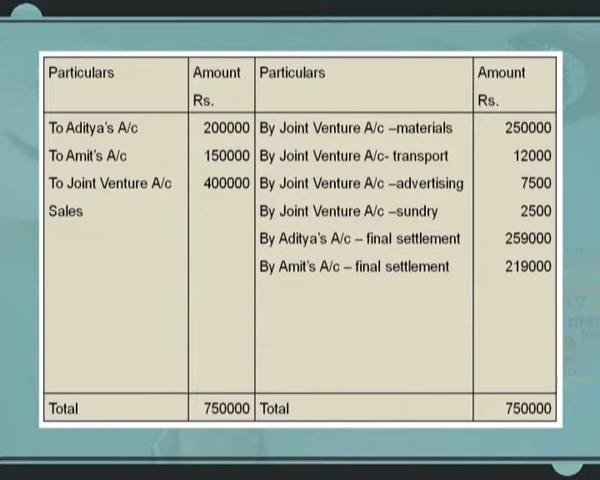 Particulars Amount Particulars Amount
Rs. Rs.
To Aditya's A/c 200000 By Joint Venture A/c –materials 250000
To Amit's A/c 150000 By Joint Venture A/c- transport 12000
To Joint Venture A/c 400000 By Joint Venture A/c –advertising 7500
Sales By Joint Venture A/c –sundry 2500
By Aditya's A/c – final settlement 259000
By Amit's A/c – final settlement 219000
Total 750000 Total 750000